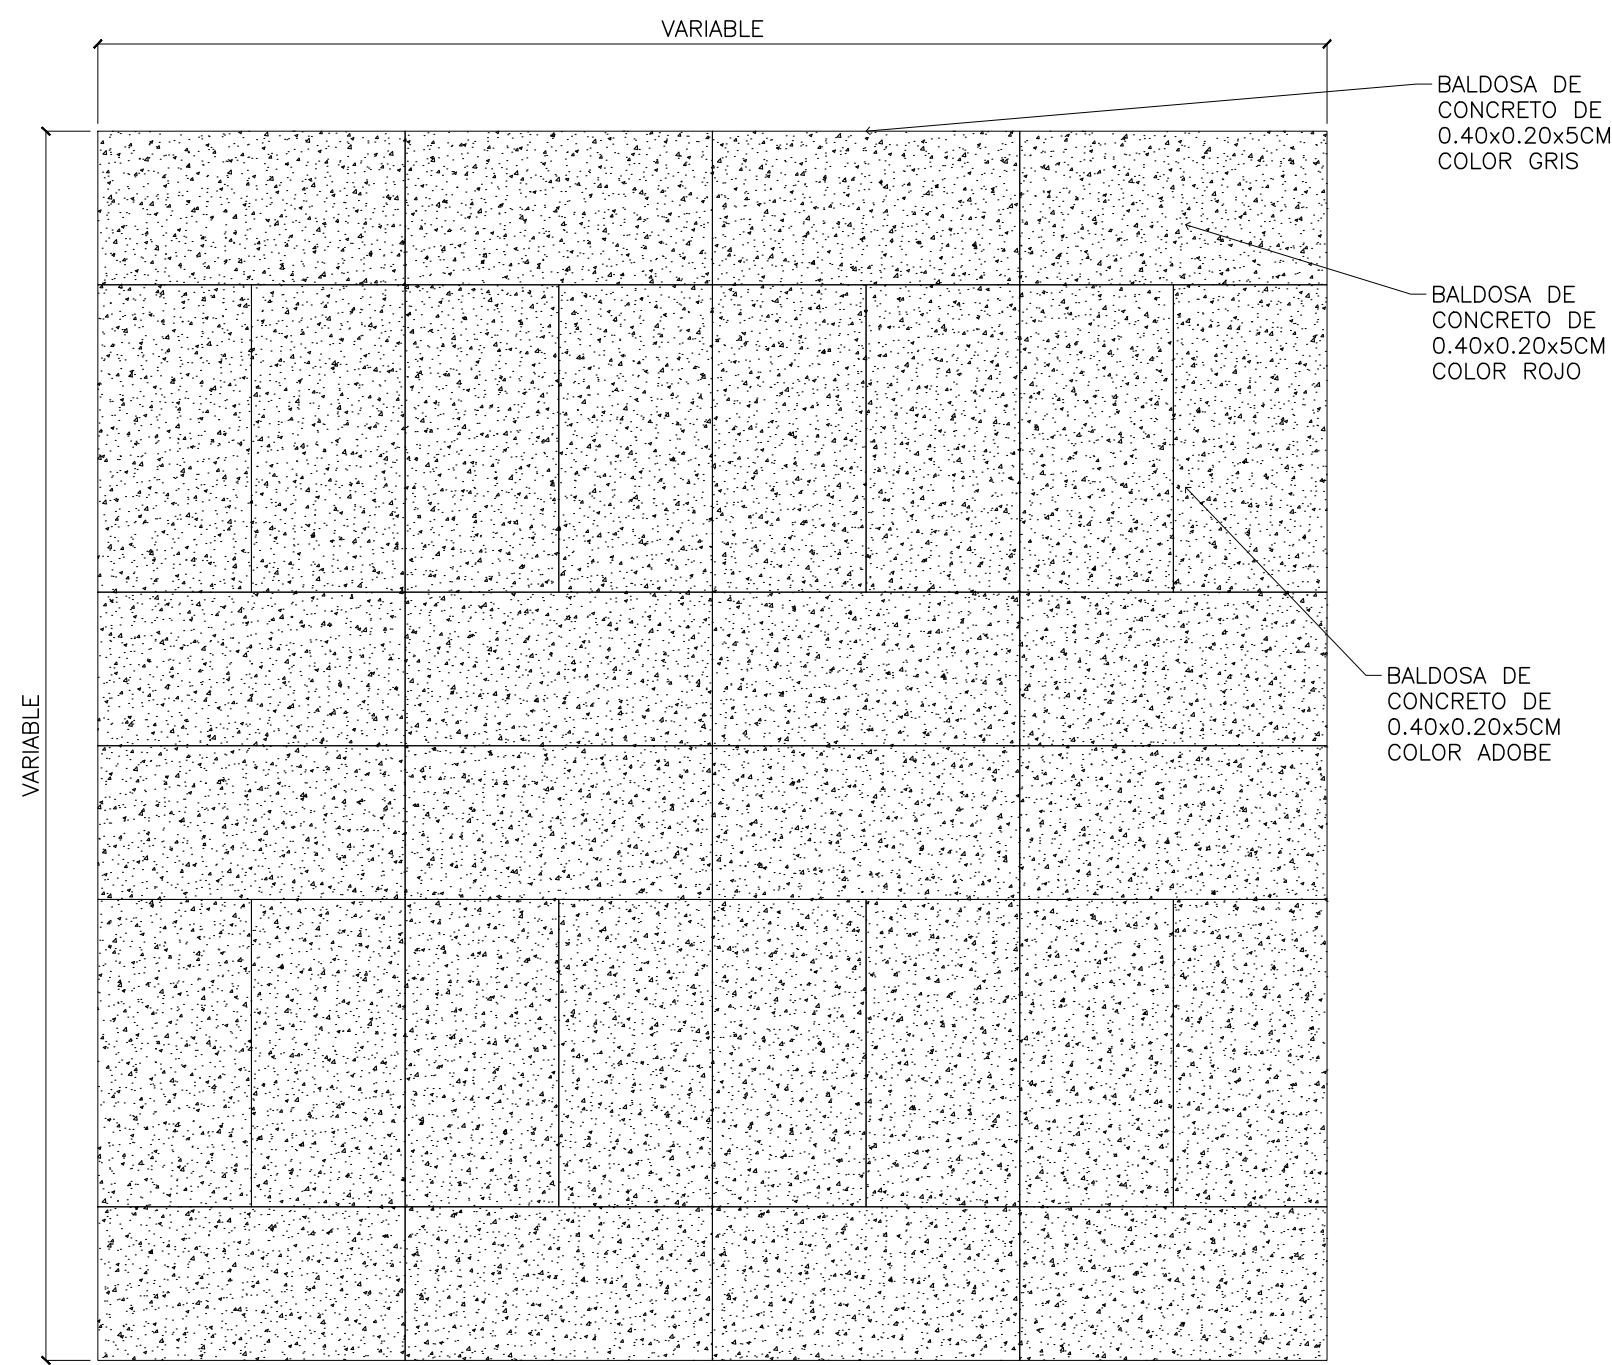 VARIABLE
BALDOSA DE
CONCRETO DE
0.40x0.20x5CM
COLOR GRIS
BALDOSA DE
CONCRETO DE
0.40x0.20x5CM
COLOR ROJO
VARIABLE
BALDOSA DE
CONCRETO DE
0.40x0.20x5CM
COLOR ADOBE